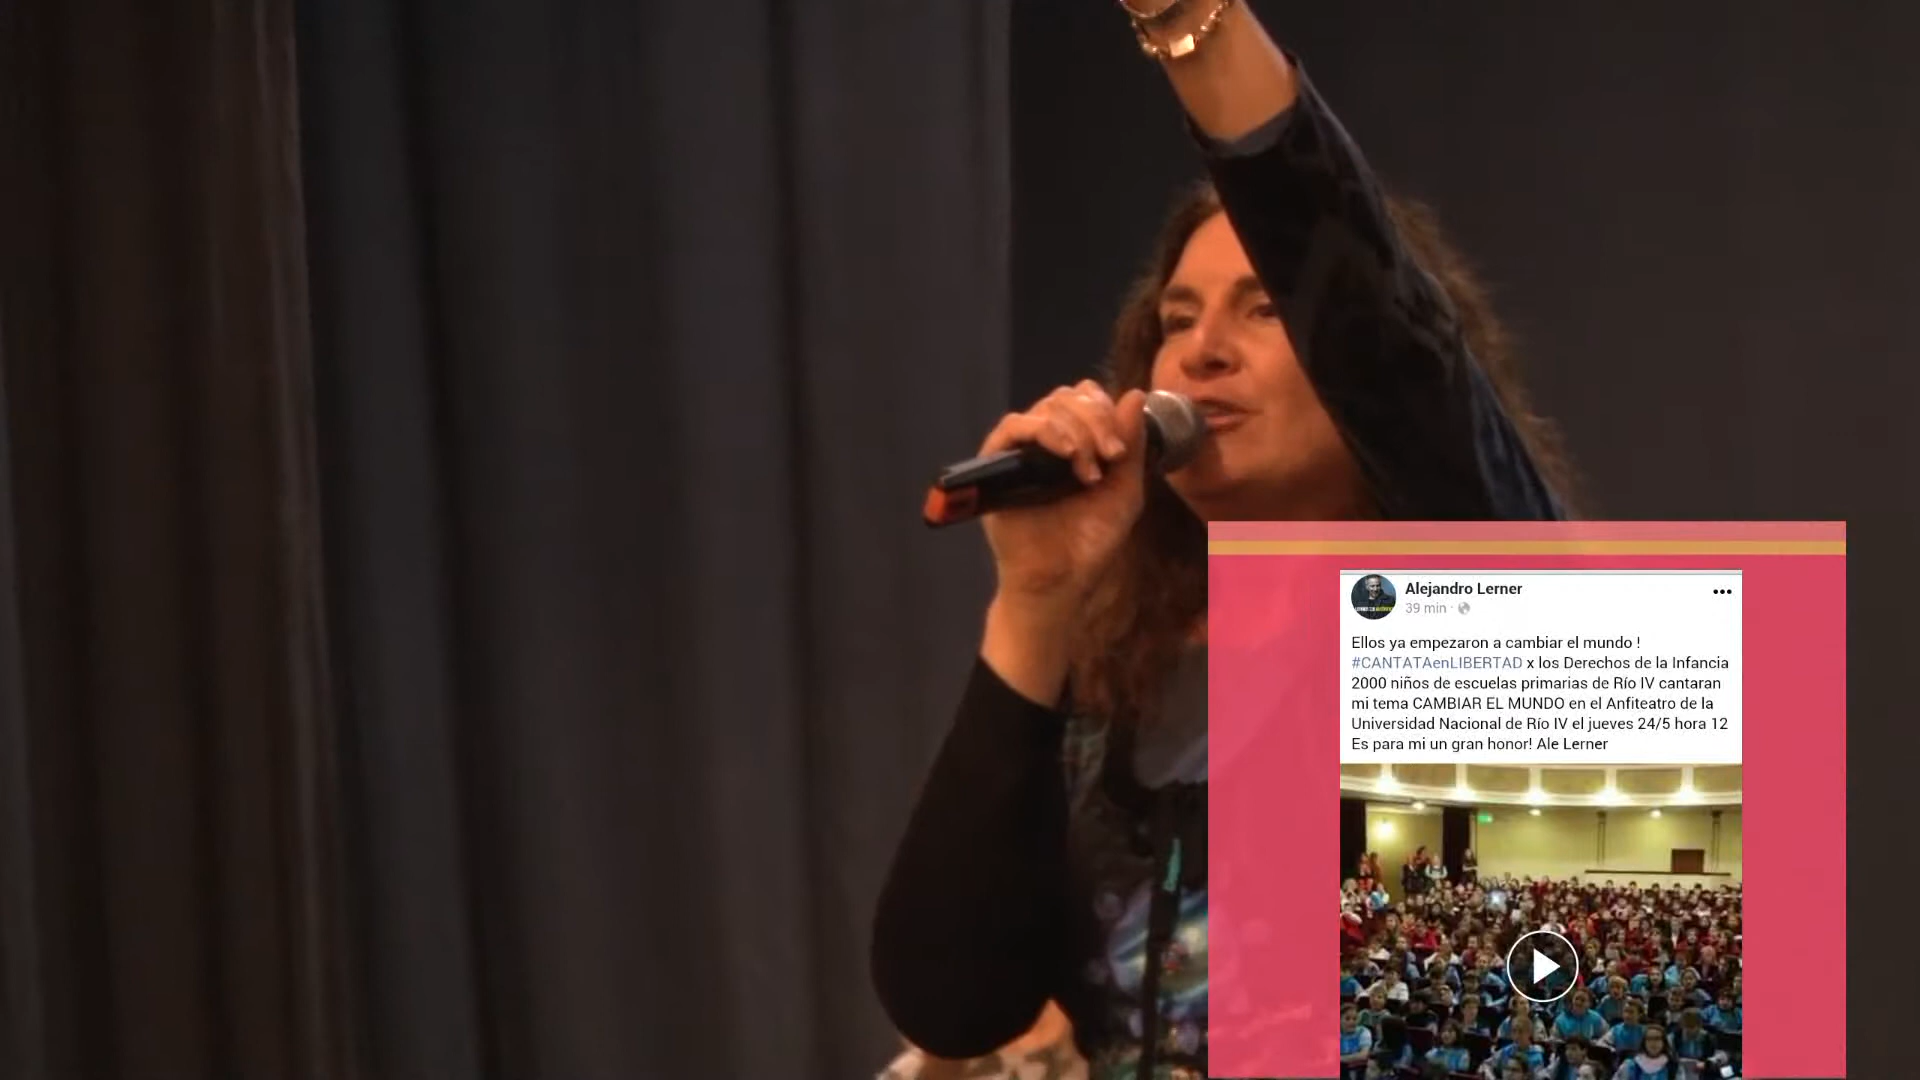 Alejandro Lerner
39 min ·
Ellos ya empezaron a cambiar el mundo !
#CANTATAenLIBERTAD x los Derechos de la Infancia
2000 niños de escuelas primarias de Río IV cantaran
mi tema CAMBIAR EL MUNDO en el Anfiteatro de la
Universidad Nacional de Río IV el jueves 24/5 hora 12
Es para mi un gran honor! Ale Lerner